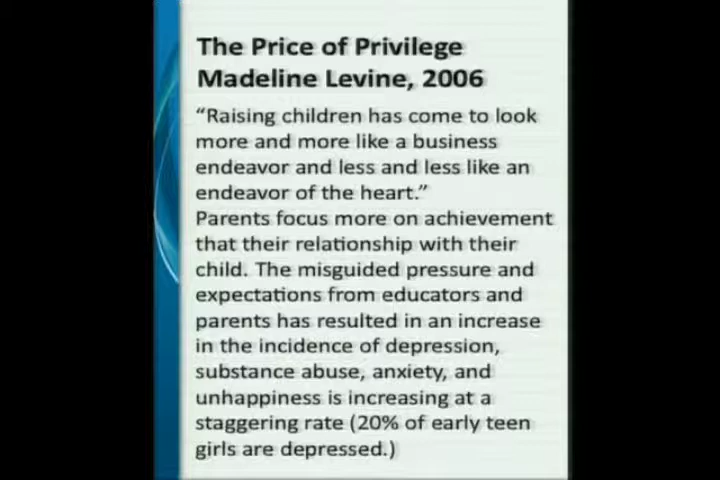 The Price of Privilege
Madeline Levine, 2006
“Raising children has come to look
more and more like a business
endeavor and less and less like an
endeavor of the heart.”
Parents focus more on achievement
that their relationship with their
child. The misguided pressure and
expectations from educators and
parents has resulted in an increase
in the incidence of depression,
substance abuse, anxiety, and
unhappiness is increasing at a
staggering rate (20% of early teen
girls are depressed.)